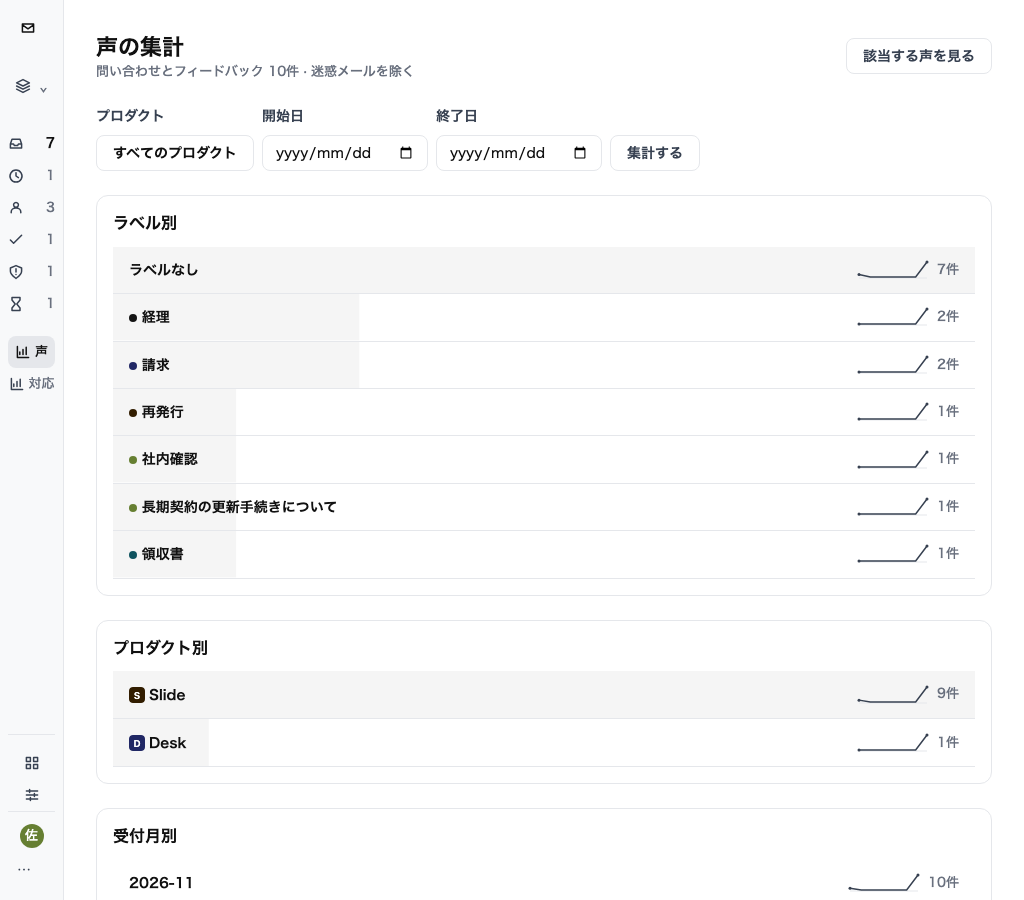 声の集計
問い合わせとフィードバック 10件 · 迷惑メールを除く
該当する声を見る
プロダクト
開始日
終了日
すべてのプロダクト
yyyy/mm/dd
yyyy/mm/dd
集計する
7
1
3
1
1
1
声
対応
佐
…
ラベル別
ラベルなし 7件
経理 2件
請求 2件
再発行 1件
社内確認 1件
長期契約の更新手続きについて 1件
領収書 1件
プロダクト別
S Slide 9件
D Desk 1件
受付月別
2026-11 10件